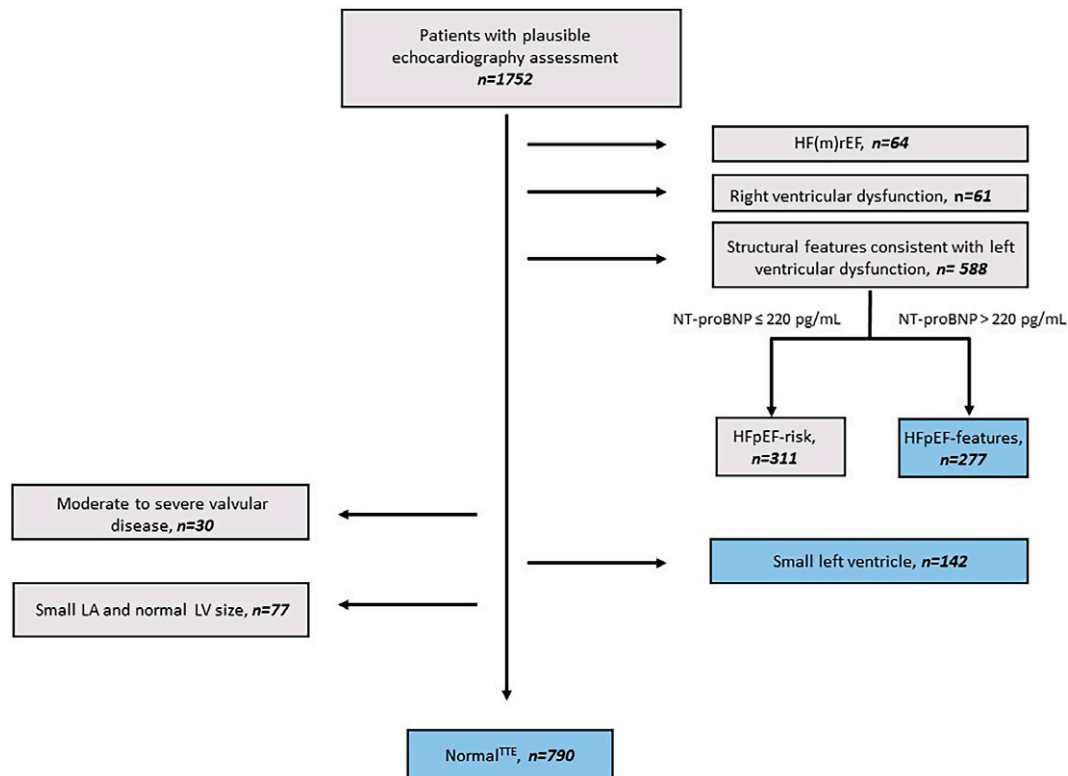 Patients with plausible
echocardiography assessment
n=1752
HF(m)rEF, n=64
Right ventricular dysfunction, n=61
Structural features consistent with left
ventricular dysfunction, n= 588
NT-proBNP ≤ 220 pg/mL
NT-proBNP > 220 pg/mL
HFpEF-risk,
n=311
HFpEF-features,
n=277
Moderate to severe valvular
disease, n=30
Small left ventricle, n=142
Small LA and normal LV size, n=77
Normal^TTE, n=790